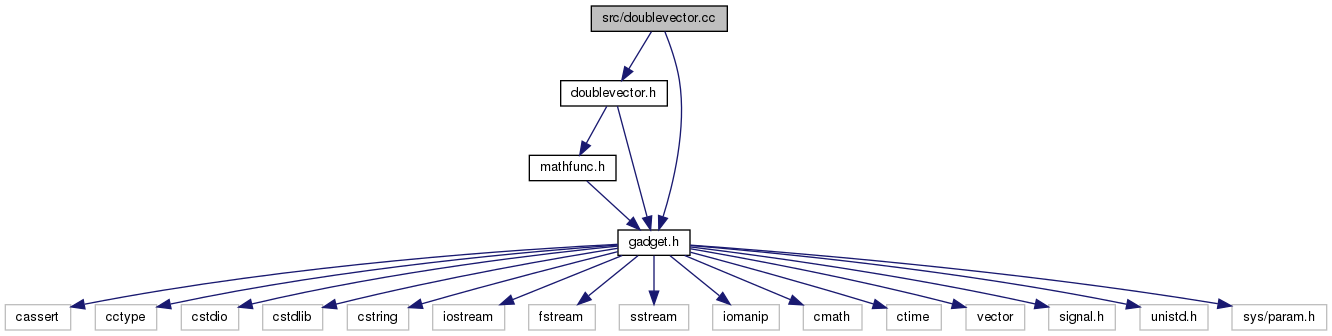 src/doublevector.cc
doublevector.h
mathfunc.h
gadget.h
cassert
cctype
cstdio
cstdlib
cstring
iostream
fstream
sstream
iomanip
cmath
ctime
vector
signal.h
unistd.h
sys/param.h